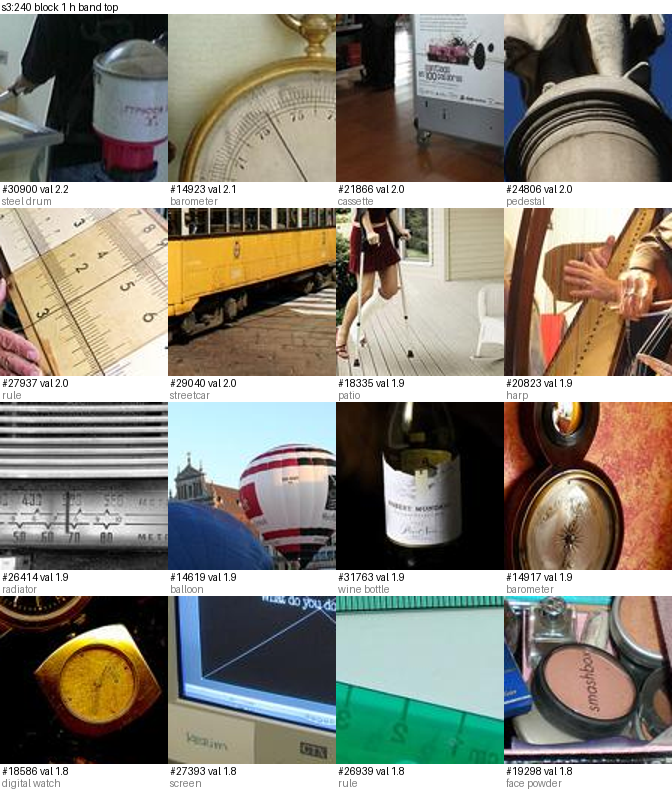 s3:240 block 1 h band top
#30900 val 2.2
steel drum
#14923 val 2.1
barometer
#21866 val 2.0
cassette
#24806 val 2.0
pedestal
#27937 val 2.0
rule
#29040 val 2.0
streetcar
#18335 val 1.9
patio
#20823 val 1.9
harp
#26414 val 1.9
radiator
#14619 val 1.9
balloon
#31763 val 1.9
wine bottle
#14917 val 1.9
barometer
#18586 val 1.8
digital watch
#27393 val 1.8
screen
#26939 val 1.8
rule
smashbox
#19298 val 1.8
face powder